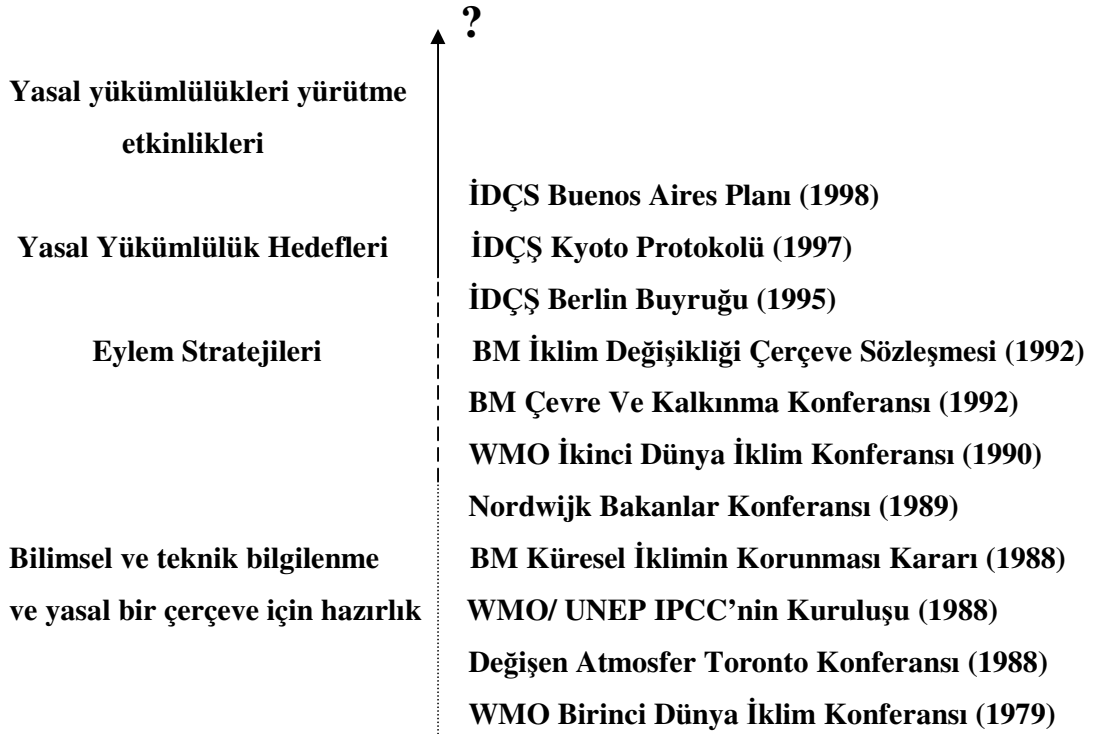 ?
Yasal yükümlülükleri yürütme
etkinlikleri
İDÇS Buenos Aires Planı (1998)
Yasal Yükümlülük Hedefleri İDÇŞ Kyoto Protokolü (1997)
İDÇŞ Berlin Buyruğu (1995)
Eylem Stratejileri BM İklim Değişikliği Çerçeve Sözleşmesi (1992)
BM Çevre Ve Kalkınma Konferansı (1992)
WMO İkinci Dünya İklim Konferansı (1990)
Nordwijk Bakanlar Konferansı (1989)
Bilimsel ve teknik bilgilenme BM Küresel İklimin Korunması Kararı (1988)
ve yasal bir çerçeve için hazırlık WMO/ UNEP IPCC’nin Kuruluşu (1988)
Değişen Atmosfer Toronto Konferansı (1988)
WMO Birinci Dünya İklim Konferansı (1979)